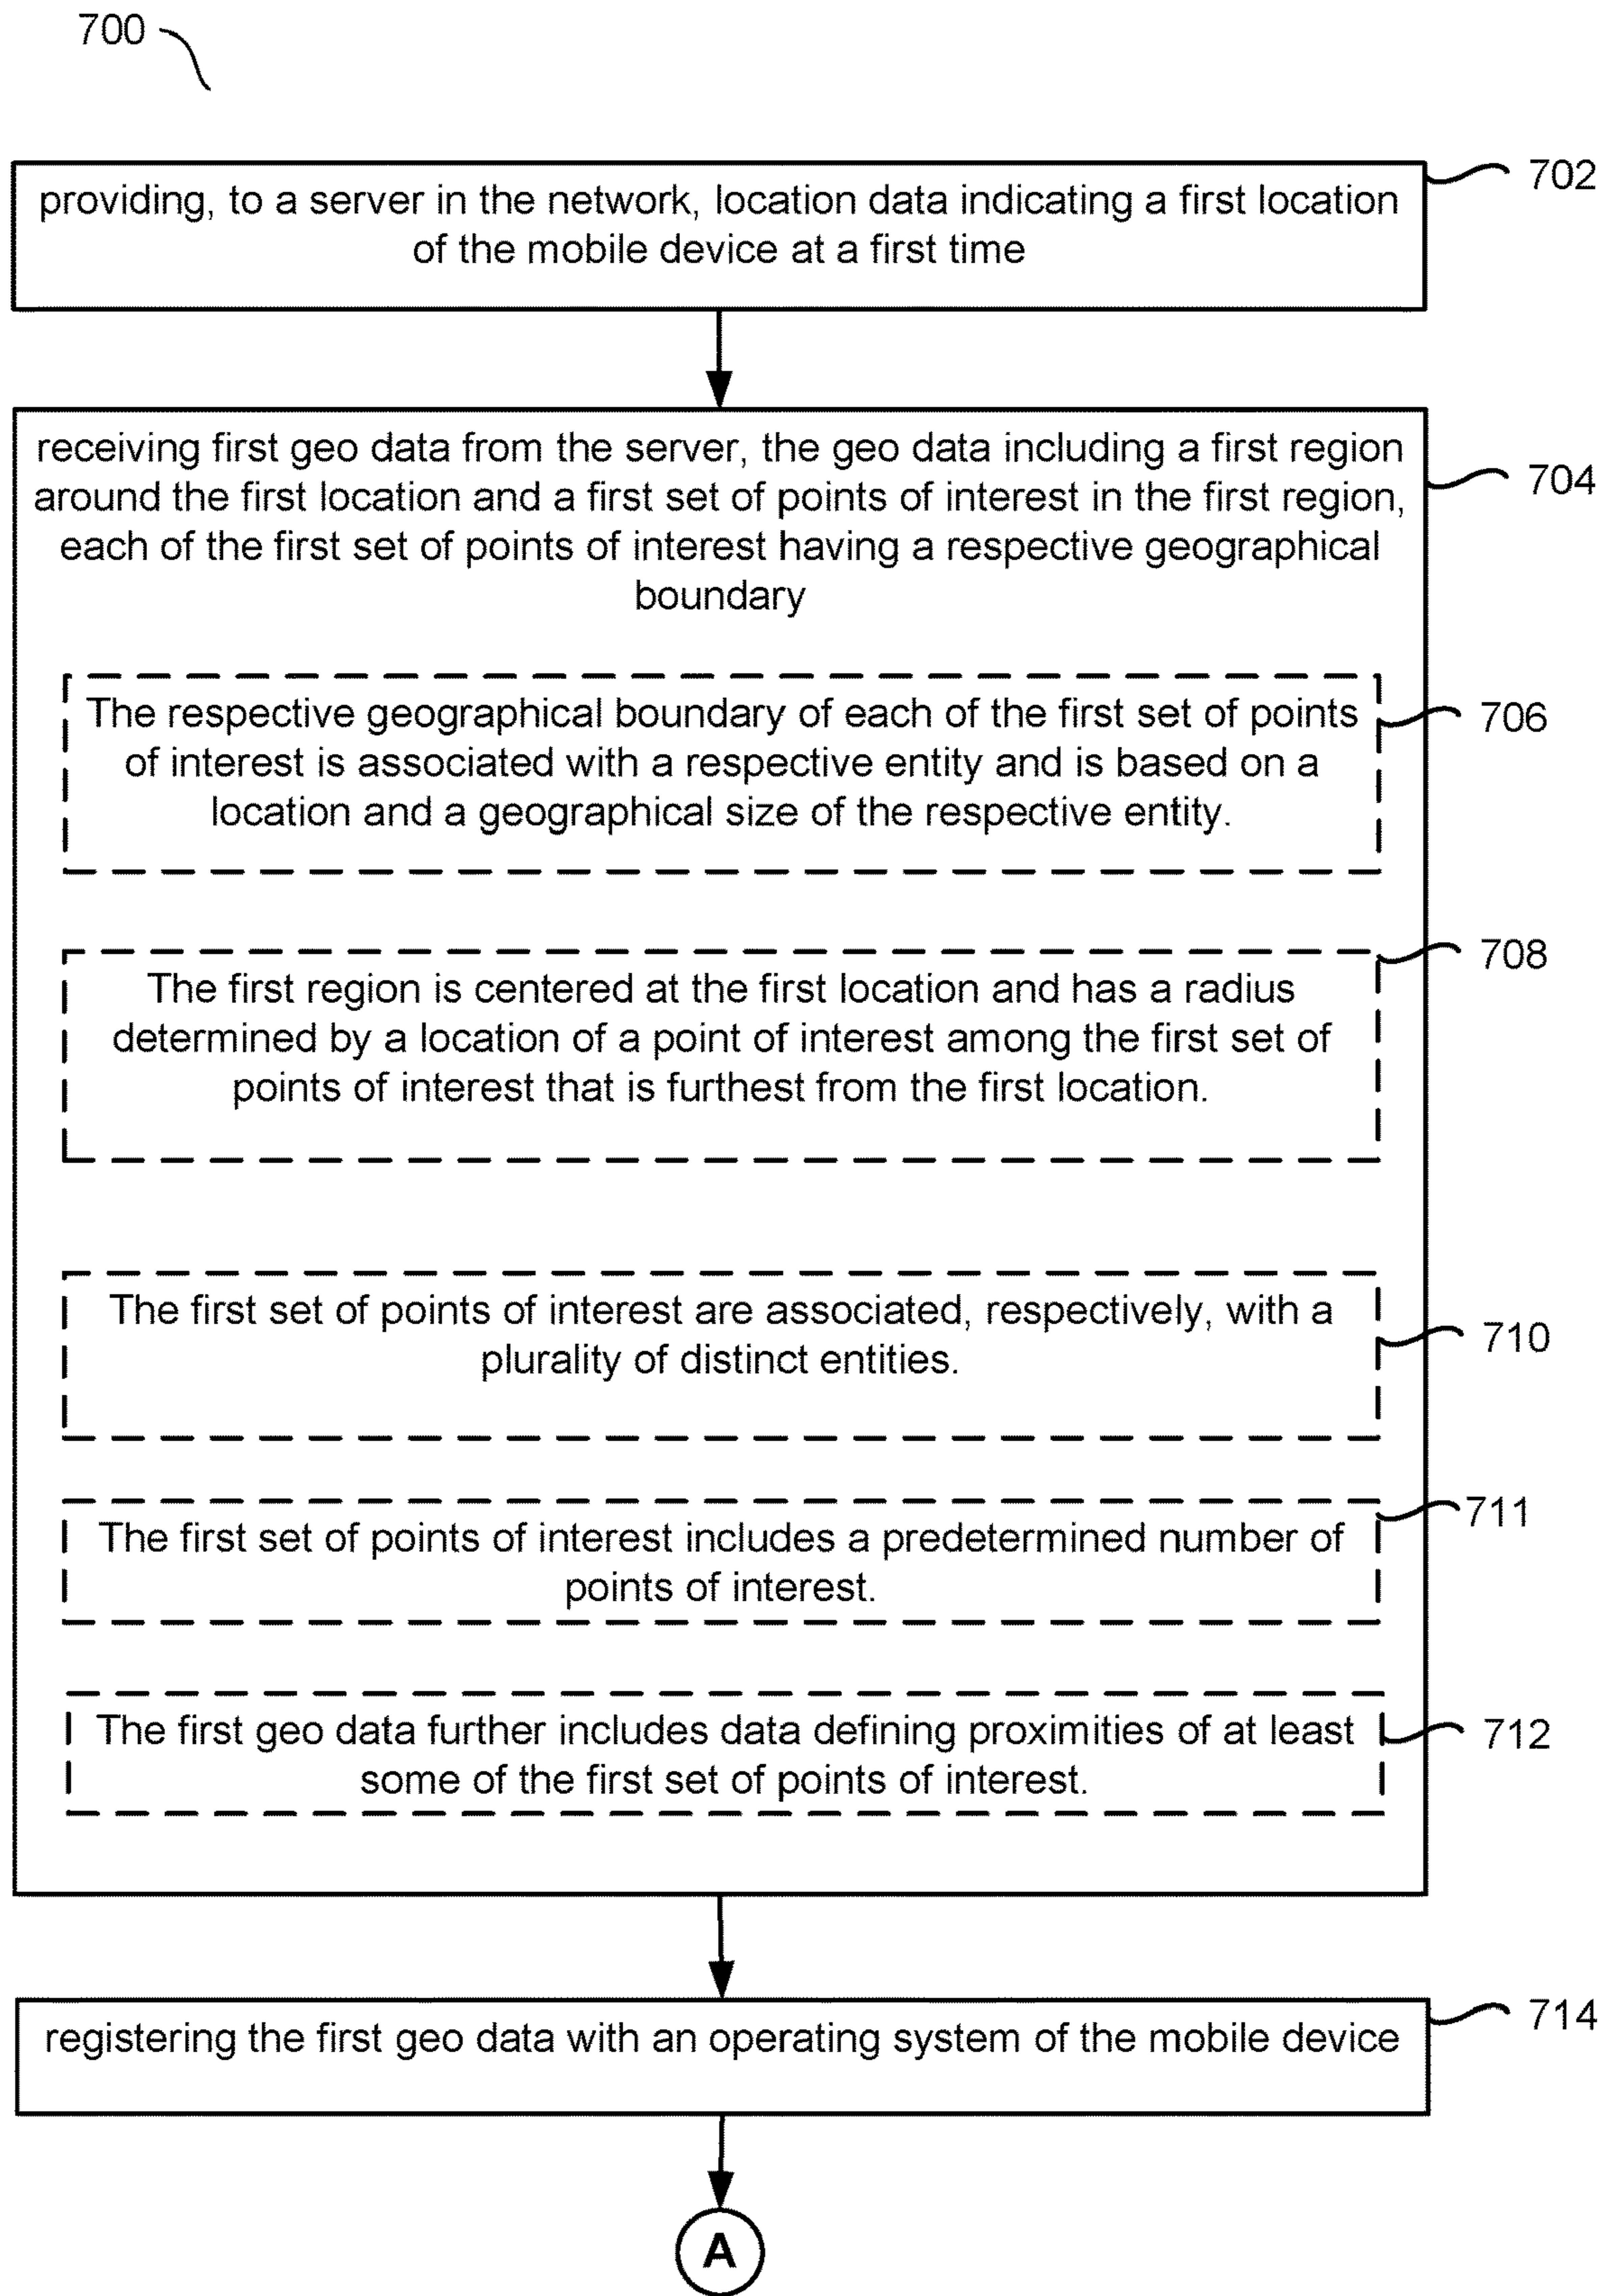 700
702
providing, to a server in the network, location data indicating a first location
of the mobile device at a first time
receiving first geo data from the server, the geo data including a first region
around the first location and a first set of points of interest in the first region,
each of the first set of points of interest having a respective geographical
boundary
704
The respective geographical boundary of each of the first set of points
of interest is associated with a respective entity and is based on a
location and a geographical size of the respective entity.
706
708
The first region is centered at the first location and has a radius
determined by a location of a point of interest among the first set of
points of interest that is furthest from the first location.
The first set of points of interest are associated, respectively, with a
plurality of distinct entities.
710
711
The first set of points of interest includes a predetermined number of
points of interest.
The first geo data further includes data defining proximities of at least
some of the first set of points of interest.
712
714
registering the first geo data with an operating system of the mobile device
A